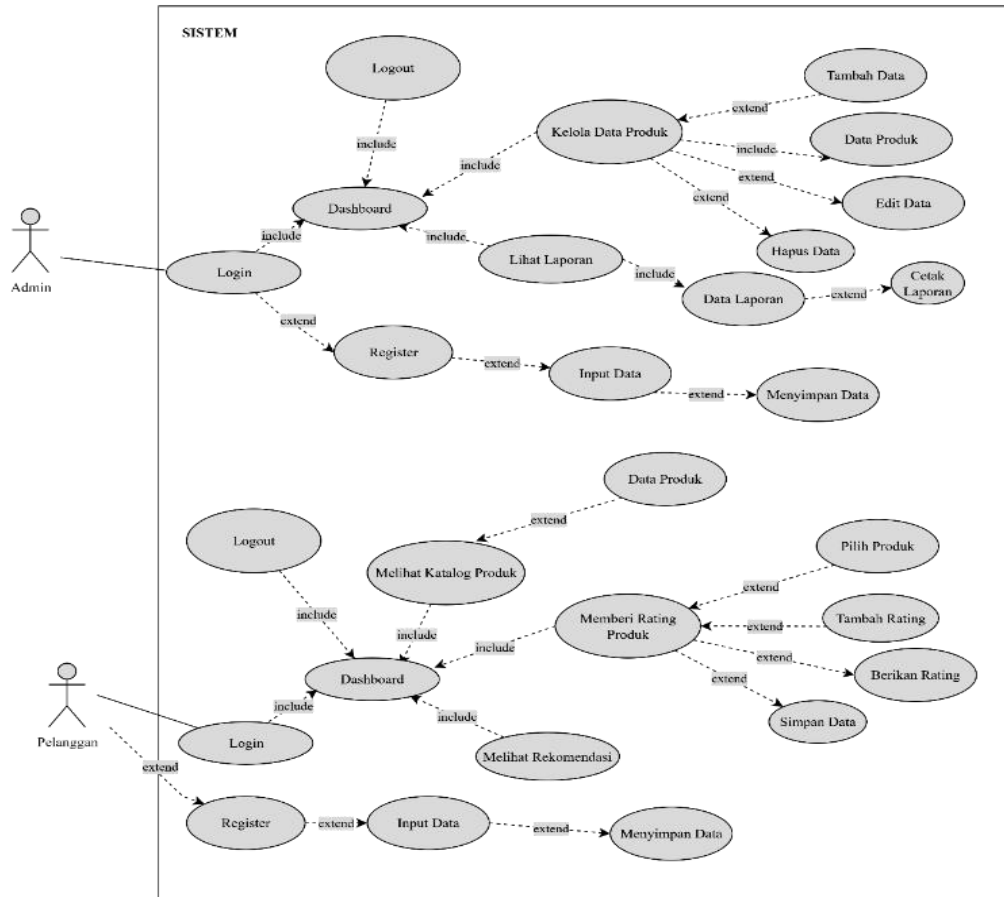 SISTEM
Logout
Tambah Data
extend
Kelola Data Produk
Data Produk
include
include
include
extend
Edit Data
Dashboard
extend
include
include
Hapus Data
Admin
Login
Lihat Laporan
include
Data Laporan
extend
Cetak
Laporan
extend
Register
extend
Input Data
extend
Menyimpan Data
Data Produk
extend
Logout
Melihat Katalog Produk
Pilih Produk
extend
include
include
Memberi Rating
Produk
Tambah Rating
extend
include
extend
Berikan Rating
Dashboard
extend
include
include
Simpan Data
Pelanggan
Login
Melihat Rekomendasi
extend
Register
extend
Input Data
extend
Menyimpan Data